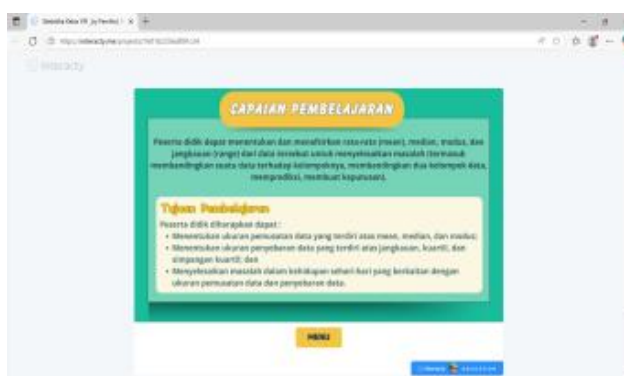 interacty
CAPAIAN PEMBELAJARAN
Peserta didik dapat menentukan dan menafsirkan rata-rata (mean), median, modus, dan
jangkauan (range) dari data tersebut untuk menyelesaikan masalah (termasuk
membandingkan suatu data terhadap kelompoknya, membandingkan dua kelompok data,
memprediksi, membuat keputusan).
Tujuan Pembelajaran
Peserta didik diharapkan dapat :
• Menentukan ukuran pemusatan data yang terdiri atas mean, median, dan modus;
• Menentukan ukuran penyebaran data yang terdiri atas jangkauan, kuartil, dan
simpangan kuartil; dan
• Menyelesaikan masalah dalam kehidupan sehari-hari yang berkaitan dengan
ukuran pemusatan data dan penyebaran data.
MENU